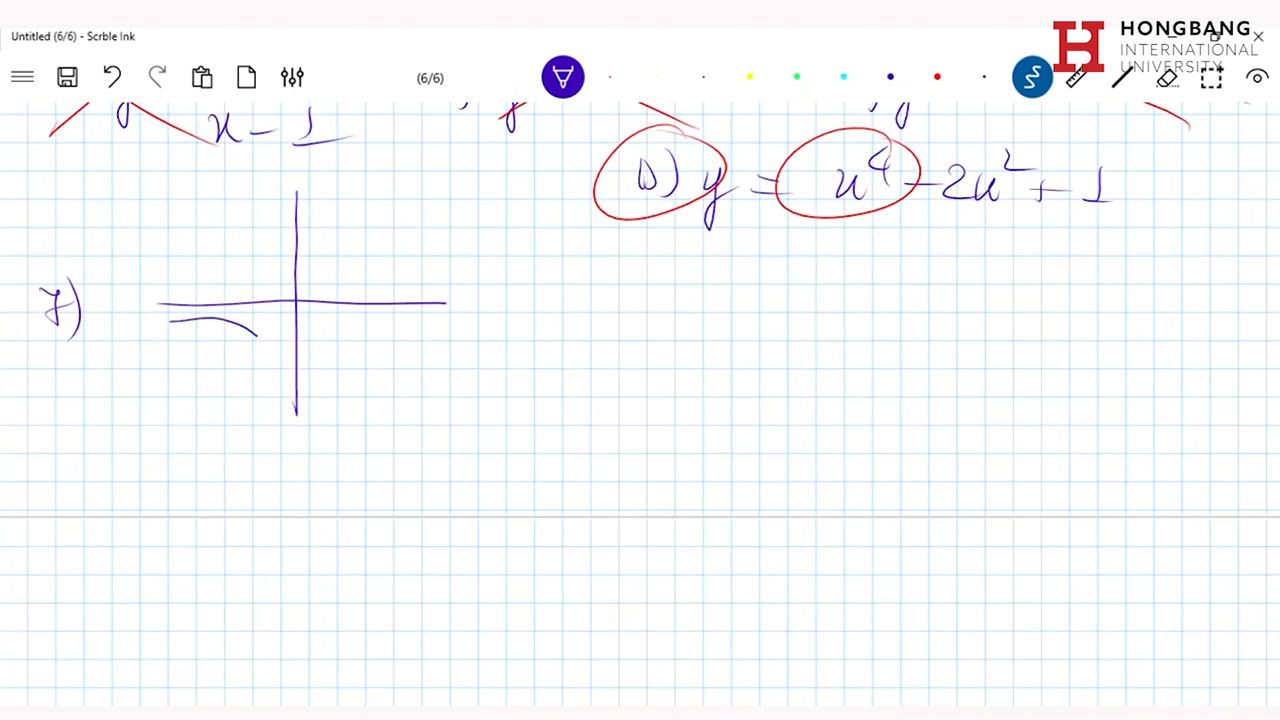 Untitled (6/6) - Scrble Ink
HONGBANG
INTERNATIONAL
UNIVERSITY
(6/6)
x - 1
D) y = x⁴ - 2x² + 1
7)